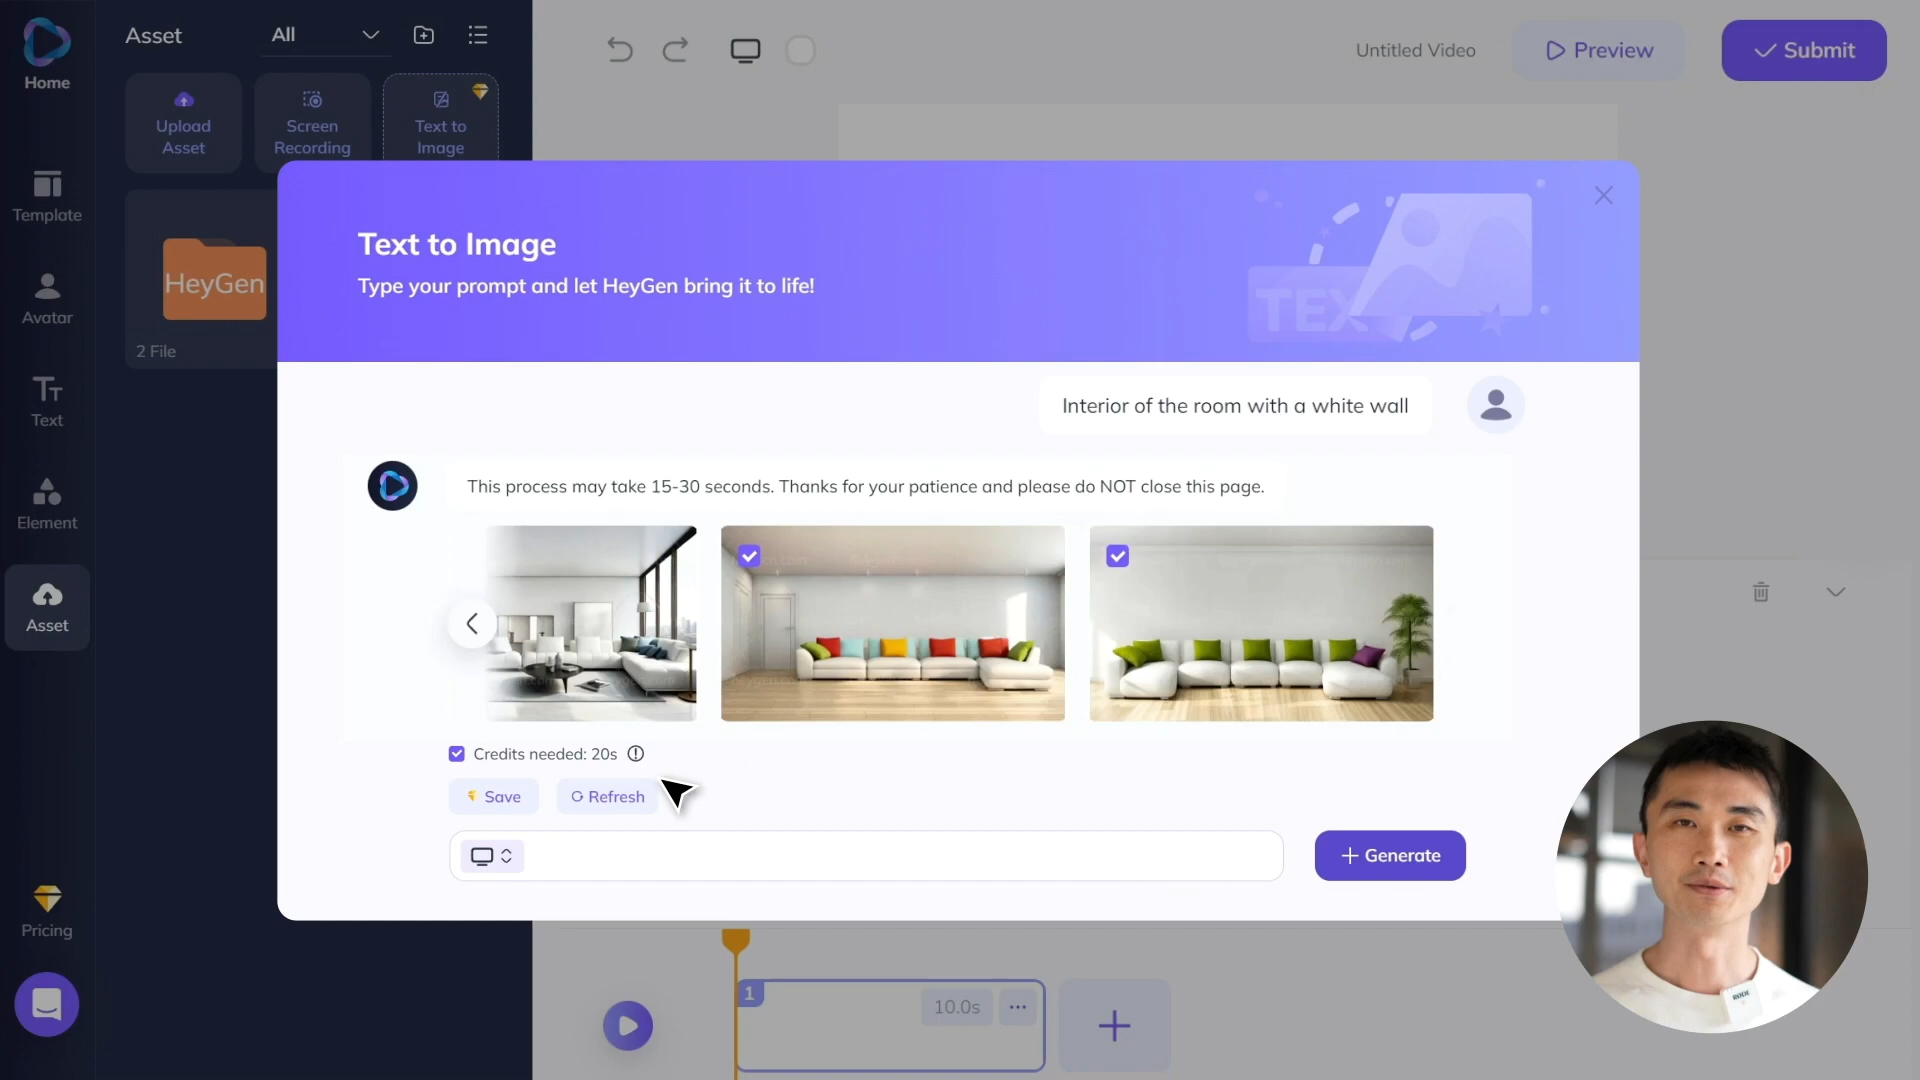 Home
Asset
All
Untitled Video
Preview
Submit
Upload
Asset
Screen
Recording
Text to
Image
Template
Avatar
Text
Element
Asset
Pricing
HeyGen
2 File
Text to Image
Type your prompt and let HeyGen bring it to life!
TEX
Interior of the room with a white wall
This process may take 15-30 seconds. Thanks for your patience and please do NOT close this page.
Credits needed: 20s
Save
Refresh
Generate
RODE
1
10.0s